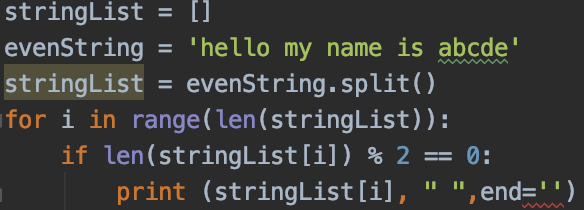 stringList = []
evenString = 'hello my name is abcde'
stringList = evenString.split()
for i in range(len(stringList)):
    if len(stringList[i]) % 2 == 0:
        print (stringList[i], " ",end='')